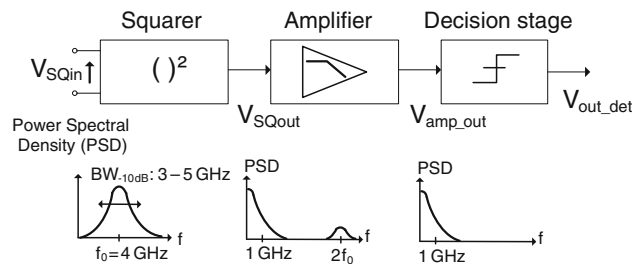 Squarer
Amplifier
Decision stage
V_SQin
( )²
V_SQout
V_amp_out
V_out_det
Power Spectral
Density (PSD)
BW_-10dB: 3 – 5 GHz
f
f₀ = 4 GHz
PSD
1 GHz
2f₀
f
PSD
1 GHz
f